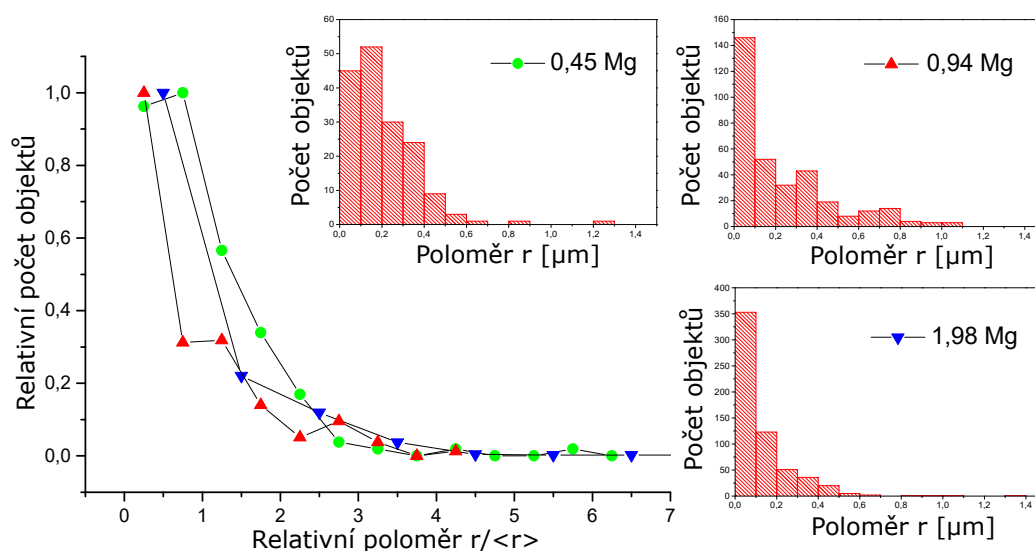 Relativní počet objektů
1,0
0,8
0,6
0,4
0,2
0,0
0 1 2 3 4 5 6 7
Relativní poloměr r/<r>
Počet objektů
60
50
40
30
20
10
0
0,0 0,2 0,4 0,6 0,8 1,0 1,2 1,4
Poloměr r [µm]
0,45 Mg
Počet objektů
160
140
120
100
80
60
40
20
0
0,0 0,2 0,4 0,6 0,8 1,0 1,2 1,4
Poloměr r [µm]
0,94 Mg
Počet objektů
400
350
300
250
200
150
100
50
0
0,0 0,2 0,4 0,6 0,8 1,0 1,2 1,4
Poloměr r [µm]
1,98 Mg